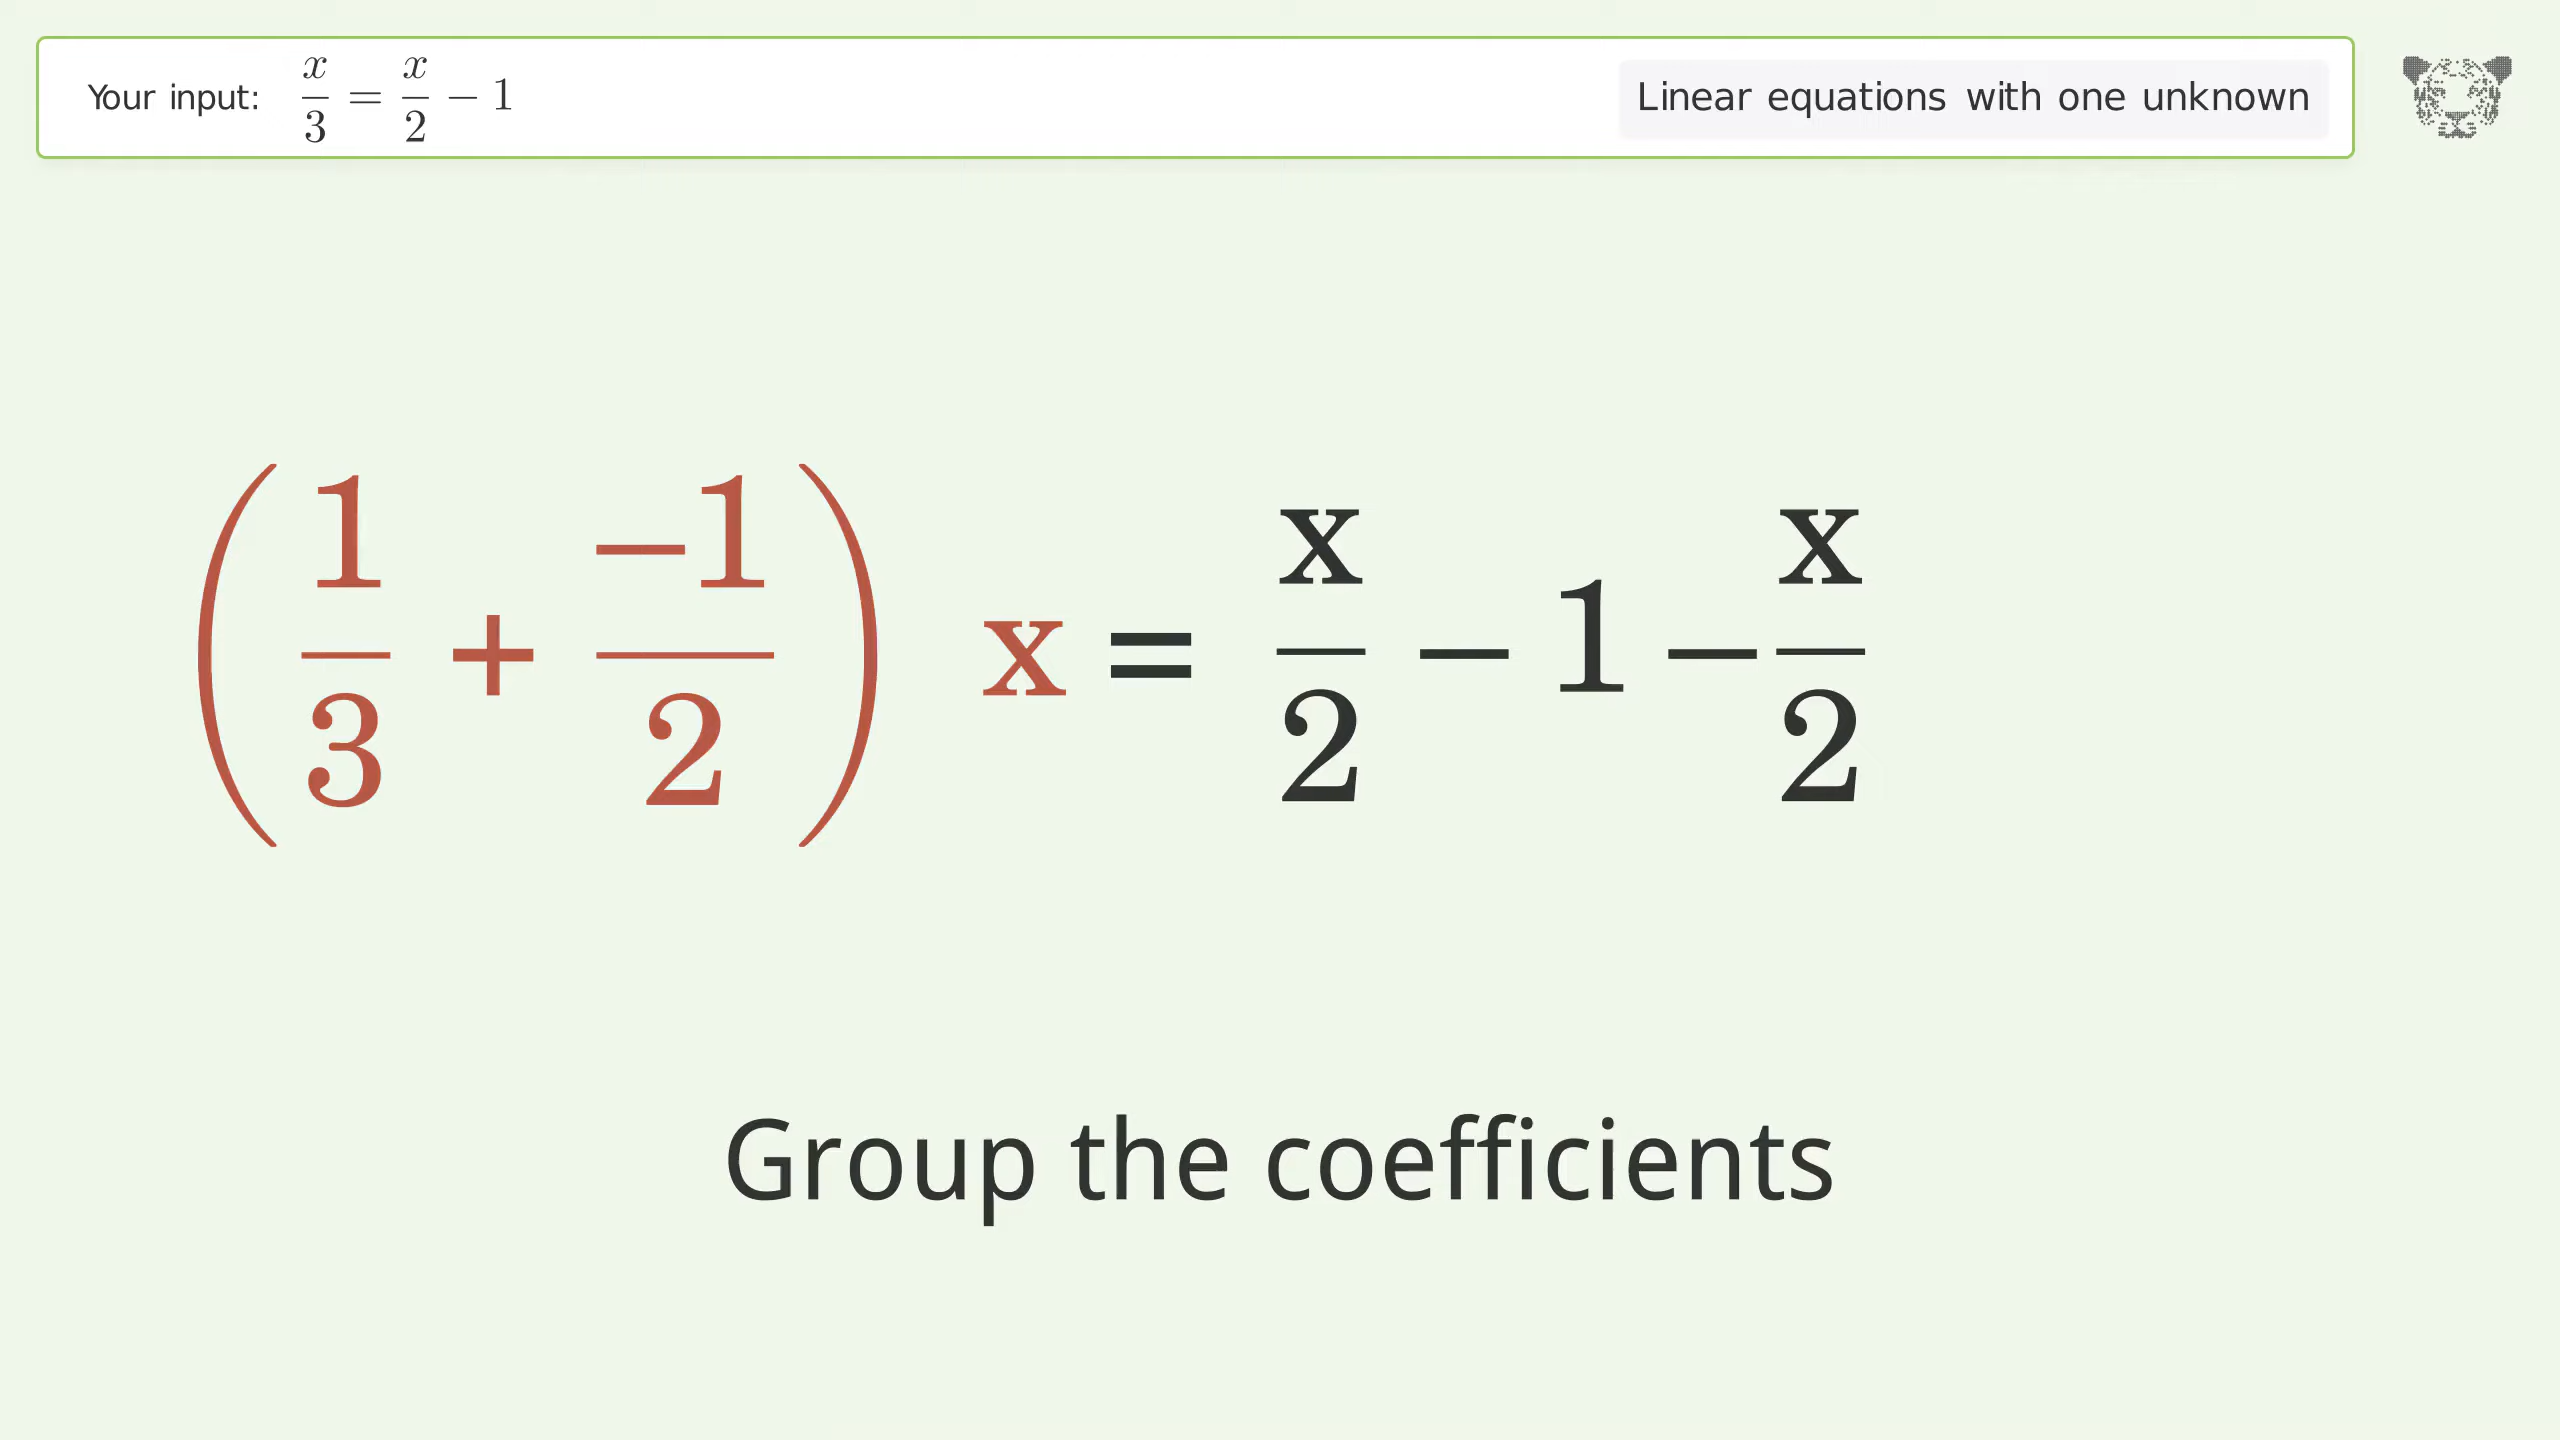 Your input: x/3 = x/2 − 1
Linear equations with one unknown
(1/3 + −1/2) x = x/2 − 1 − x/2
Group the coefficients